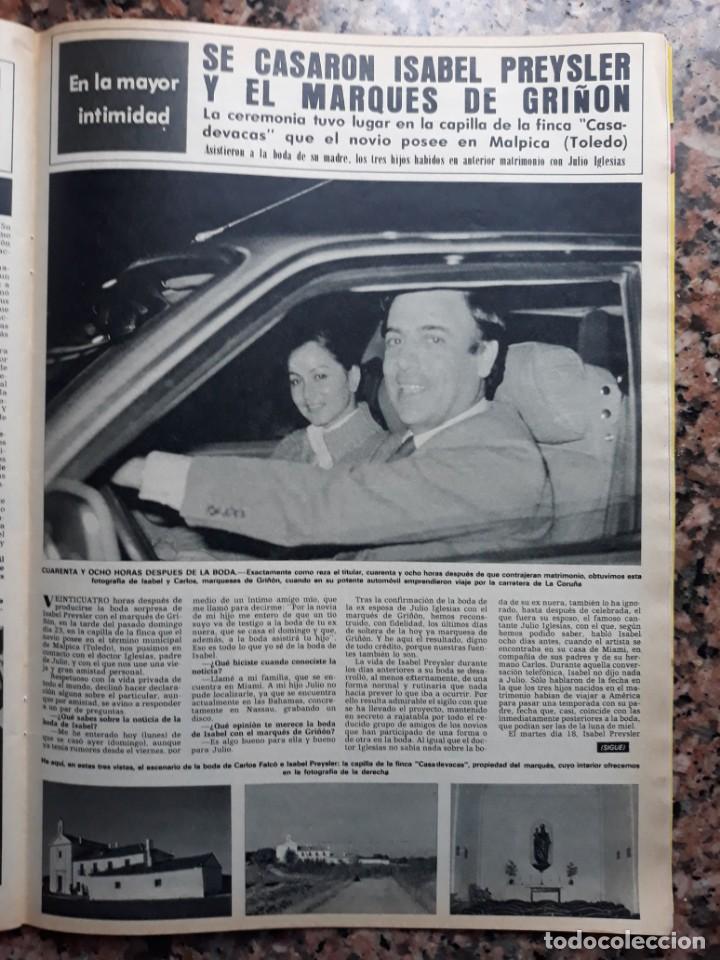 En la mayor
intimidad
SE CASARON ISABEL PREYSLER
Y EL MARQUES DE GRIÑON
La ceremonia tuvo lugar en la capilla de la finca "Casa-
devacas" que el novio posee en Malpica (Toledo)
Asistieron a la boda de su madre, los tres hijos habidos en anterior matrimonio con Julio Iglesias
CUARENTA Y OCHO HORAS DESPUES DE LA BODA.—Exactamente como reza el titular, cuarenta y ocho horas después de que contrajeran matrimonio, obtuvimos esta
fotografía de Isabel y Carlos, marqueses de Griñón, cuando en su potente automóvil emprendieron viaje por la carretera de La Coruña
VEINTICUATRO horas después de
producirse la boda sorpresa de
Isabel Preysler con el marqués de Gri-
ñón, en la tarde del pasado domingo
día 23, en la capilla de la finca que el
novio posee en el término municipal
de Malpica (Toledo), nos pusimos en
contacto con el doctor Iglesias, padre
de Julio, y con el que nos une una vie-
ja y gran amistad personal.
Respetuoso con la vida privada de
todo el mundo, declinó hacer declara-
ción alguna sobre el particular, aun-
que por amistad, se avino a responder
a un par de preguntas.
—¿Qué sabes sobre la noticia de la
boda de Isabel?
—Me he enterado hoy (lunes) de
que se casó ayer (domingo), aunque
ya tenía rumores desde el viernes, por
medio de un íntimo amigo mío, que
me llamó para decirme: "Por la novia
de mi hijo me entero de que un tío
suyo va de testigo a la boda de tu ex
nuera, que se casa el domingo y que,
además, a la boda asistirá tu hijo".
Eso es todo lo que yo sé de la boda de
Isabel.
—¿Qué hiciste cuando conociste la
noticia?
—Llamé a mi familia, que se en-
cuentra en Miami. A mi hijo Julio no
pude localizarle, ya que se encuentra
actualmente en las Bahamas, concre-
tamente en Nassau, grabando un
disco.
—¿Qué opinión te merece la boda
de Isabel con el marqués de Griñón?
—Es algo bueno para ella y bueno
para Julio.
Tras la confirmación de la boda de
la ex esposa de Julio Iglesias con el
marqués de Griñón, hemos recons-
truido, con fidelidad, los últimos días
de soltera de la hoy ya marquesa de
Griñón. Y he aquí el resultado, digno
de todo crédito, porque nuestras fuen-
tes también lo son.
La vida de Isabel Preysler durante
los días anteriores a su boda se desa-
rrolló, al menos externamente, de una
forma normal y rutinaria que nada
hacía prever lo que iba a ocurrir. Por
ello resulta admirable el sigilo con que
se ha llevado el proyecto, mantenido
en secreto a rajatabla por todo el re-
ducido grupo de amigos de los novios
que han participado de una forma o
de otra en la boda. Al igual que el doc-
tor Iglesias no sabía nada sobre la bo-
da de su ex nuera, también lo ha igno-
rado, hasta después de celebrada, el
que fuera su esposo, el famoso can-
tante Julio Iglesias, con el que, según
hemos podido saber, habló Isabel
tres días antes, cuando el artista se
encontraba en su casa de Miami, en
compañía de sus padres y de su her-
mano Carlos. Durante aquella conver-
sación telefónica, Isabel no dijo nada
a Julio. Sólo hablaron de la fecha en
la que los tres hijos nacidos en el ma-
trimonio habían de viajar a América
para pasar una temporada con su pa-
dre, fecha que, casi, coincide con las
inmediatamente posteriores a la boda,
que podían ser las de la luna de miel.
El martes día 18, Isabel Preysler
(SIGUE)
He aquí, en estas tres vistas, el escenario de la boda de Carlos Falcó e Isabel Preysler: la capilla de la finca "Casadevacas", propiedad del marqués, cuyo interior ofrecemos
en la fotografía de la derecha
todocoleccion